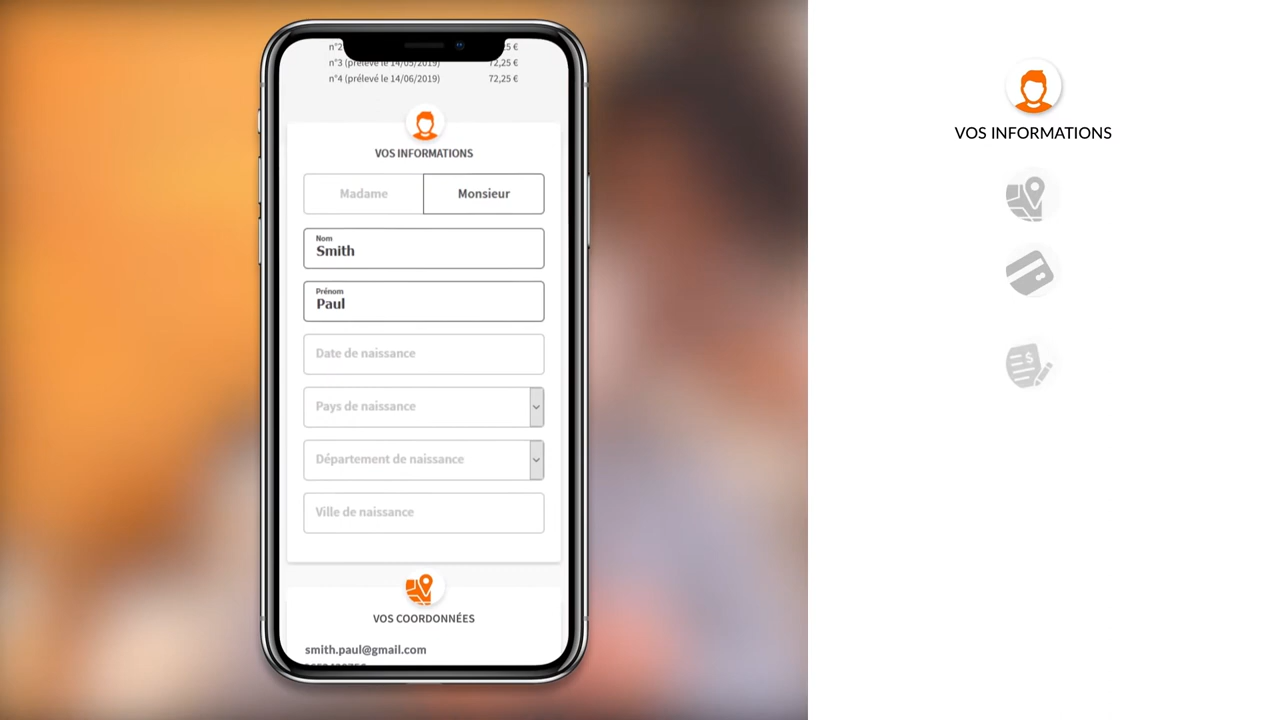 n°2
n°3 (prélevé le 14/05/2019) 72,25 €
n°4 (prélevé le 14/06/2019) 72,25 €
VOS INFORMATIONS
Madame Monsieur
Nom
Smith
Prénom
Paul
Date de naissance
Pays de naissance
Département de naissance
Ville de naissance
VOS COORDONNÉES
smith.paul@gmail.com
VOS INFORMATIONS